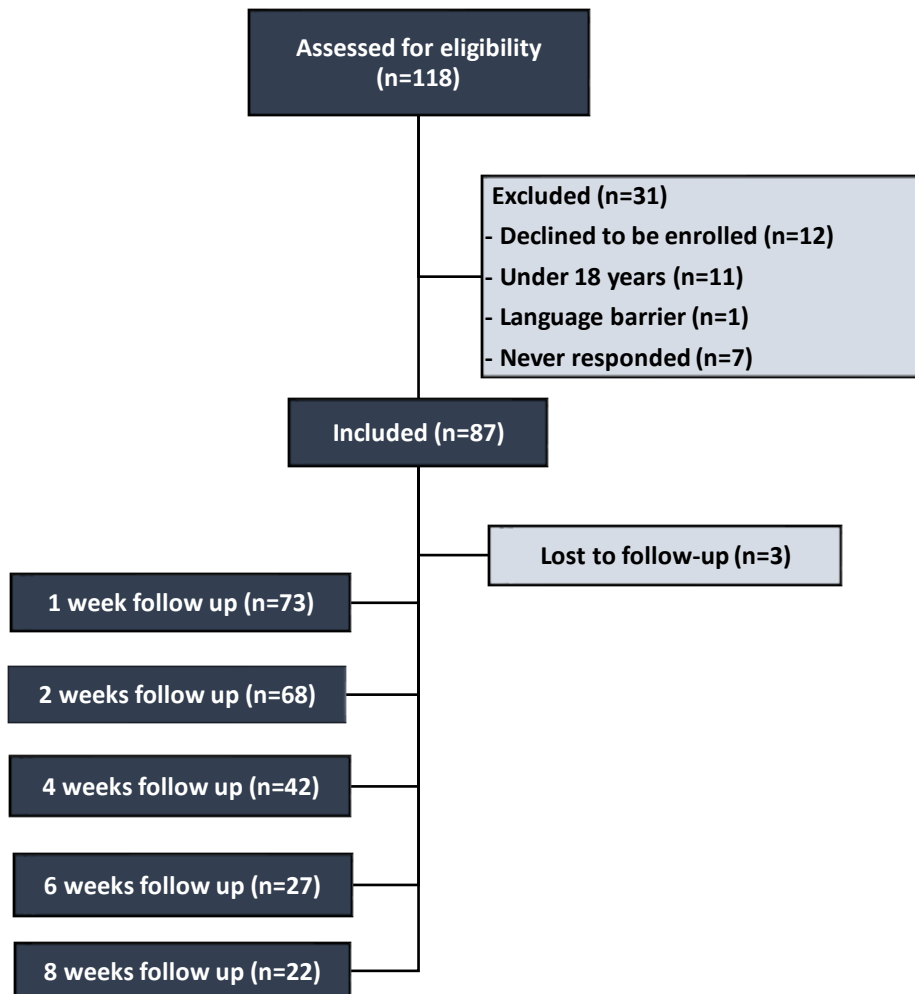 Assessed for eligibility
(n=118)
Excluded (n=31)
- Declined to be enrolled (n=12)
- Under 18 years (n=11)
- Language barrier (n=1)
- Never responded (n=7)
Included (n=87)
Lost to follow-up (n=3)
1 week follow up (n=73)
2 weeks follow up (n=68)
4 weeks follow up (n=42)
6 weeks follow up (n=27)
8 weeks follow up (n=22)